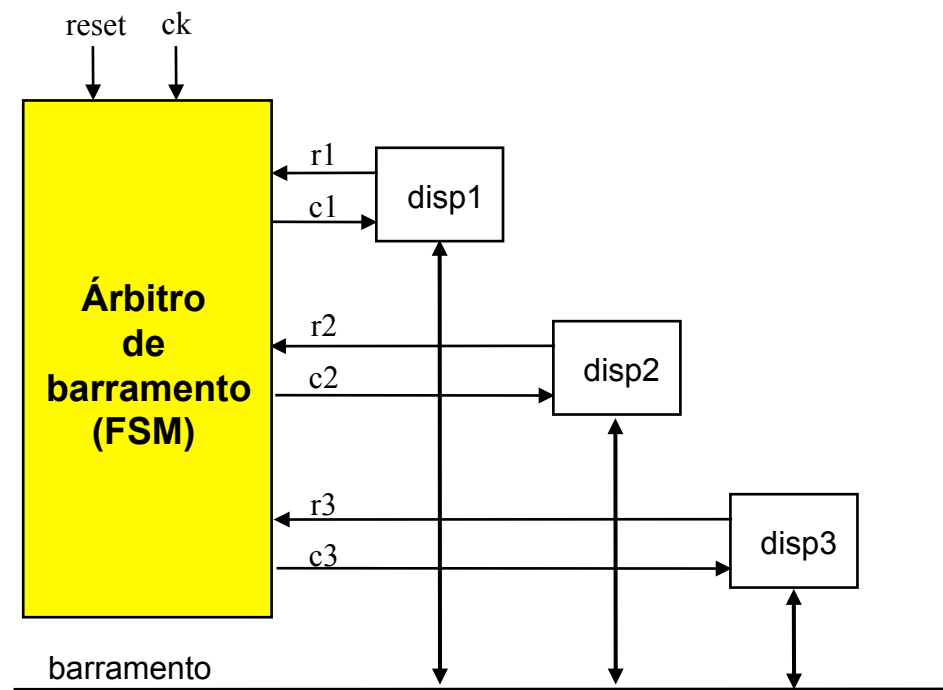 reset ck
r1
disp1
c1
Árbitro
de
barramento
(FSM)
r2
disp2
c2
r3
disp3
c3
barramento